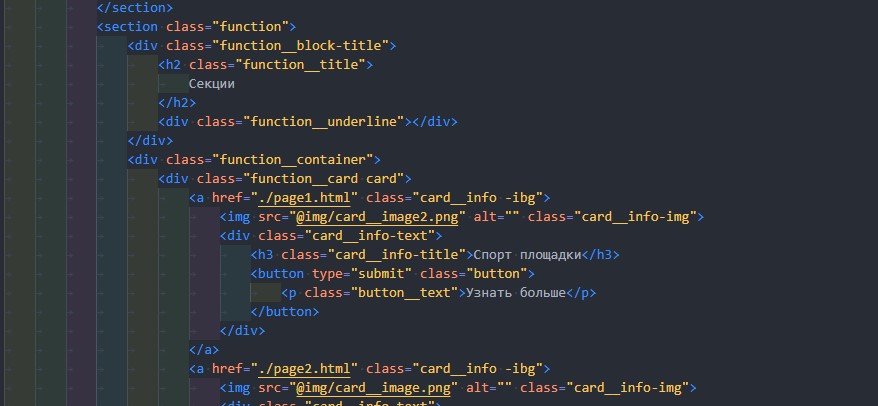 </section>
<section class="function">
<div class="function__block-title">
<h2 class="function__title">
Секции
</h2>
<div class="function__underline"></div>
</div>
<div class="function__container">
<div class="function__card card">
<a href="./page1.html" class="card__info -ibg">
<img src="@img/card__image2.png" alt="" class="card__info-img">
<div class="card__info-text">
<h3 class="card__info-title">Спорт площадки</h3>
<button type="submit" class="button">
<p class="button__text">Узнать больше</p>
</button>
</div>
</a>
<a href="./page2.html" class="card__info -ibg">
<img src="@img/card__image.png" alt="" class="card__info-img">
<div class="card__info-text">